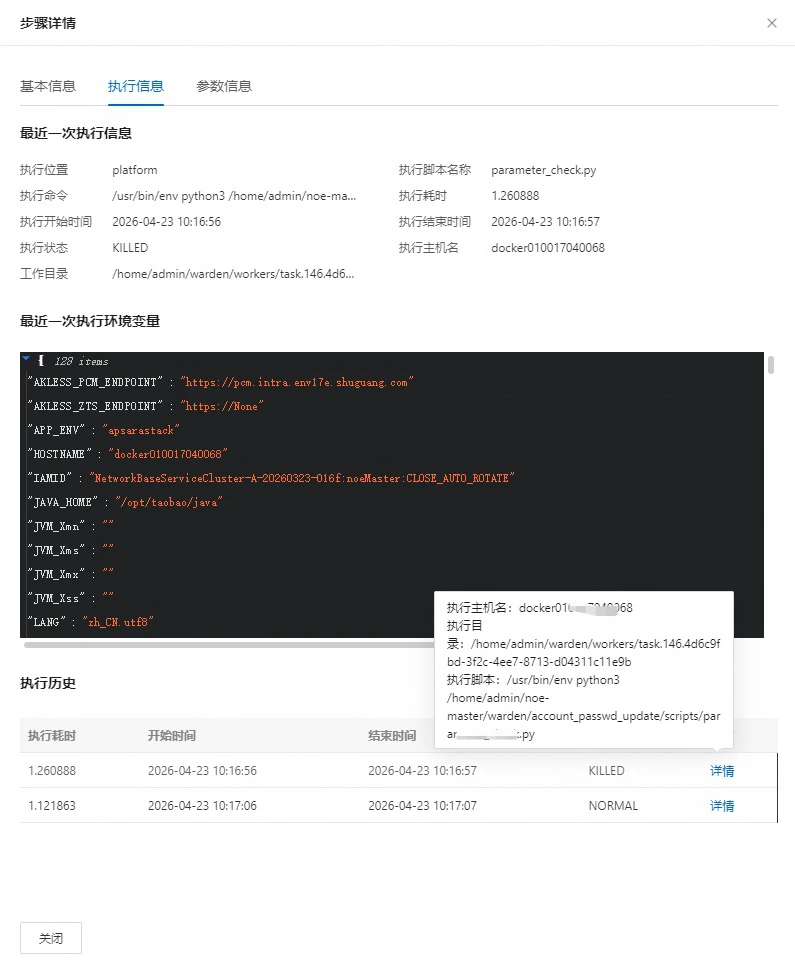 步骤详情
基本信息 执行信息 参数信息
最近一次执行信息
执行位置 platform 执行脚本名称 parameter_check.py
执行命令 /usr/bin/env python3 /home/admin/noe-ma... 执行耗时 1.260888
执行开始时间 2026-04-23 10:16:56 执行结束时间 2026-04-23 10:16:57
执行状态 KILLED 执行主机名 docker010017040068
工作目录 /home/admin/warden/workers/task.146.4d6...
最近一次执行环境变量
{ 128 items
"AKLESS_PCM_ENDPOINT" : "https://pcm.intra.env17e.shuguang.com"
"AKLESS_ZTS_ENDPOINT" : "https://None"
"APP_ENV" : "apsarastack"
"HOSTNAME" : "docker010017040068"
"IAMID" : "NetworkBaseServiceCluster-A-20260323-016f:noeMaster:CLOSE_AUTO_ROTATE"
"JAVA_HOME" : "/opt/taobao/java"
"JVM_Xmn" : ""
"JVM_Xms" : ""
"JVM_Xmx" : ""
"JVM_Xss" : ""
"LANG" : "zh_CN.utf8"
执行主机名：docker010 068
执行目
录：/home/admin/warden/workers/task.146.4d6c9f
bd-3f2c-4ee7-8713-d04311c11e9b
执行脚本：/usr/bin/env python3
/home/admin/noe-
master/warden/account_passwd_update/scripts/par
a .py
执行历史
执行耗时 开始时间 结束时间
1.260888 2026-04-23 10:16:56 2026-04-23 10:16:57 KILLED 详情
1.121863 2026-04-23 10:17:06 2026-04-23 10:17:07 NORMAL 详情
关闭